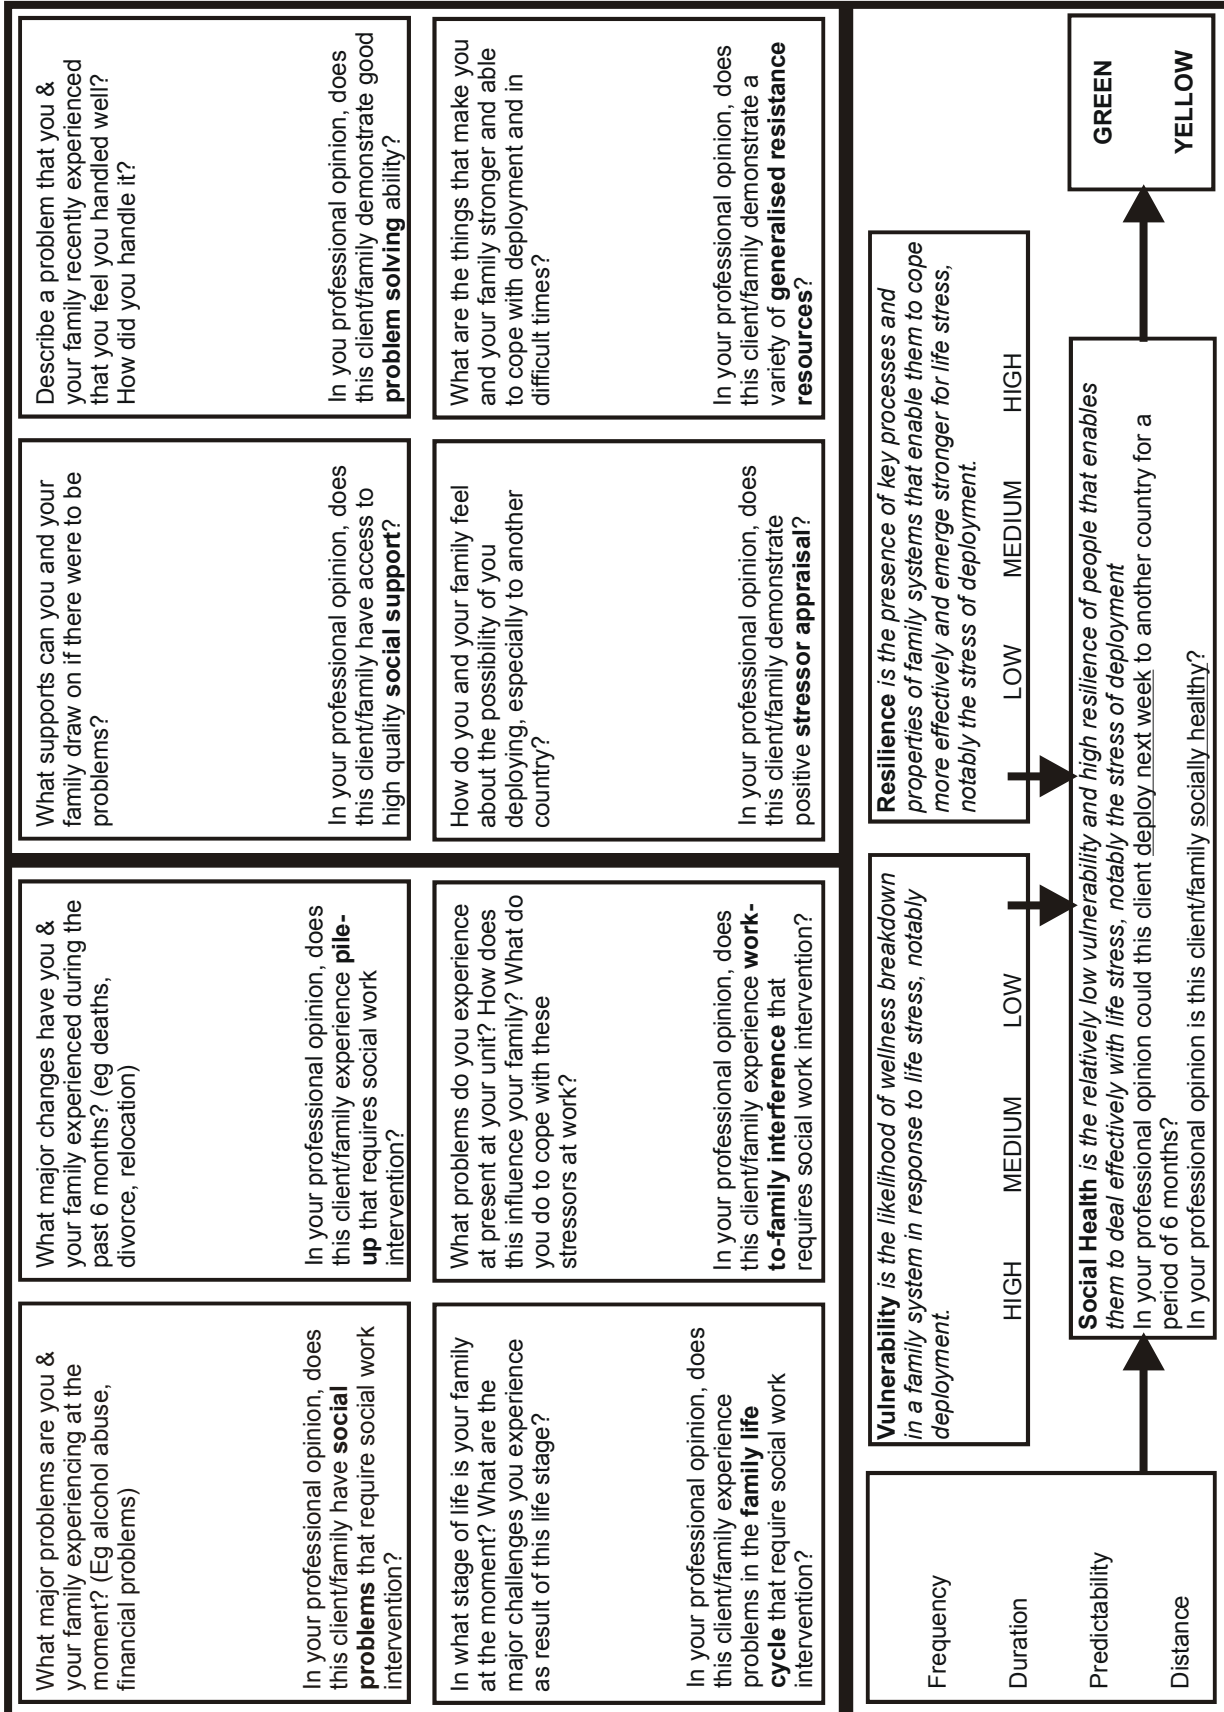 What major problems are you &
your family experiencing at the
moment? (Eg alcohol abuse,
financial problems)
In your professional opinion, does
this client/family have social
problems that require social work
intervention?
What major changes have you &
your family experienced during the
past 6 months? (eg deaths,
divorce, relocation)
In your professional opinion, does
this client/family experience pile-
up that requires social work
intervention?
What supports can you and your
family draw on if there were to be
problems?
In your professional opinion, does
this client/family have access to
high quality social support?
Describe a problem that you &
your family recently experienced
that you feel you handled well?
How did you handle it?
In you professional opinion, does
this client/family demonstrate good
problem solving ability?
In what stage of life is your family
at the moment? What are the
major challenges you experience
as result of this life stage?
In your professional opinion, does
this client/family experience
problems in the family life
cycle that require social work
intervention?
What problems do you experience
at present at your unit? How does
this influence your family? What do
you do to cope with these
stressors at work?
In your professional opinion, does
this client/family experience work-
to-family interference that
requires social work intervention?
How do you and your family feel
about the possibility of you
deploying, especially to another
country?
In your professional opinion, does
this client/family demonstrate
positive stressor appraisal?
What are the things that make you
and your family stronger and able
to cope with deployment and in
difficult times?
In your professional opinion, does
this client/family demonstrate a
variety of generalised resistance
resources?
Frequency
Duration
Predictability
Distance
Vulnerability is the likelihood of wellness breakdown
in a family system in response to life stress, notably
deployment.
HIGH MEDIUM LOW
Resilience is the presence of key processes and
properties of family systems that enable them to cope
more effectively and emerge stronger for life stress,
notably the stress of deployment.
LOW MEDIUM HIGH
Social Health is the relatively low vulnerability and high resilience of people that enables
them to deal effectively with life stress, notably the stress of deployment
In your professional opinion could this client deploy next week to another country for a
period of 6 months?
In your professional opinion is this client/family socially healthy?
GREEN
YELLOW